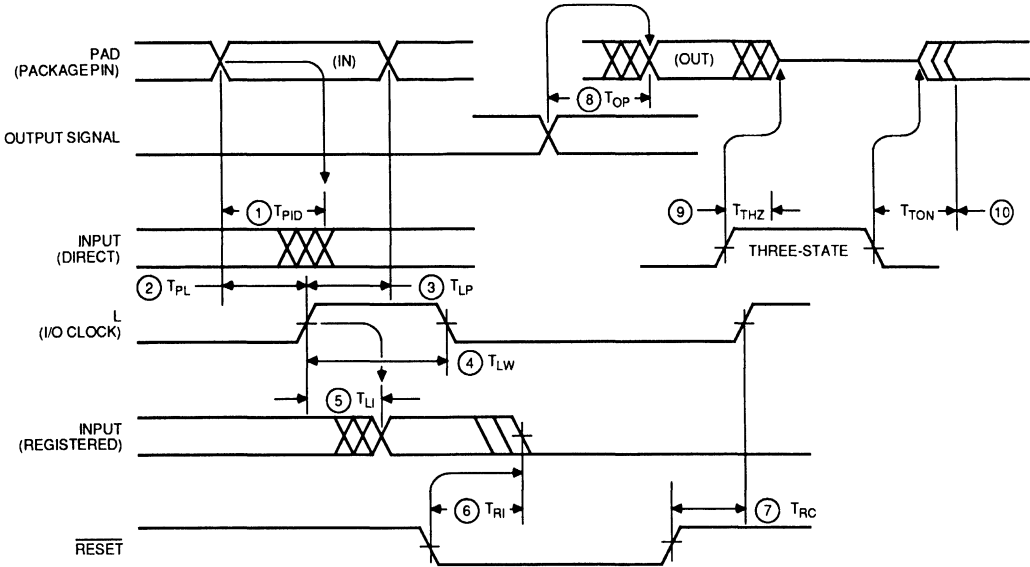 PAD
(PACKAGE PIN)
(IN)
(OUT)
8 TOP
OUTPUT SIGNAL
1 TPID
9 TTHZ
TTON 10
INPUT
(DIRECT)
THREE-STATE
2 TPL
3 TLP
L
(I/O CLOCK)
4 TLW
5 TLI
INPUT
(REGISTERED)
6 TRI
7 TRC
RESET